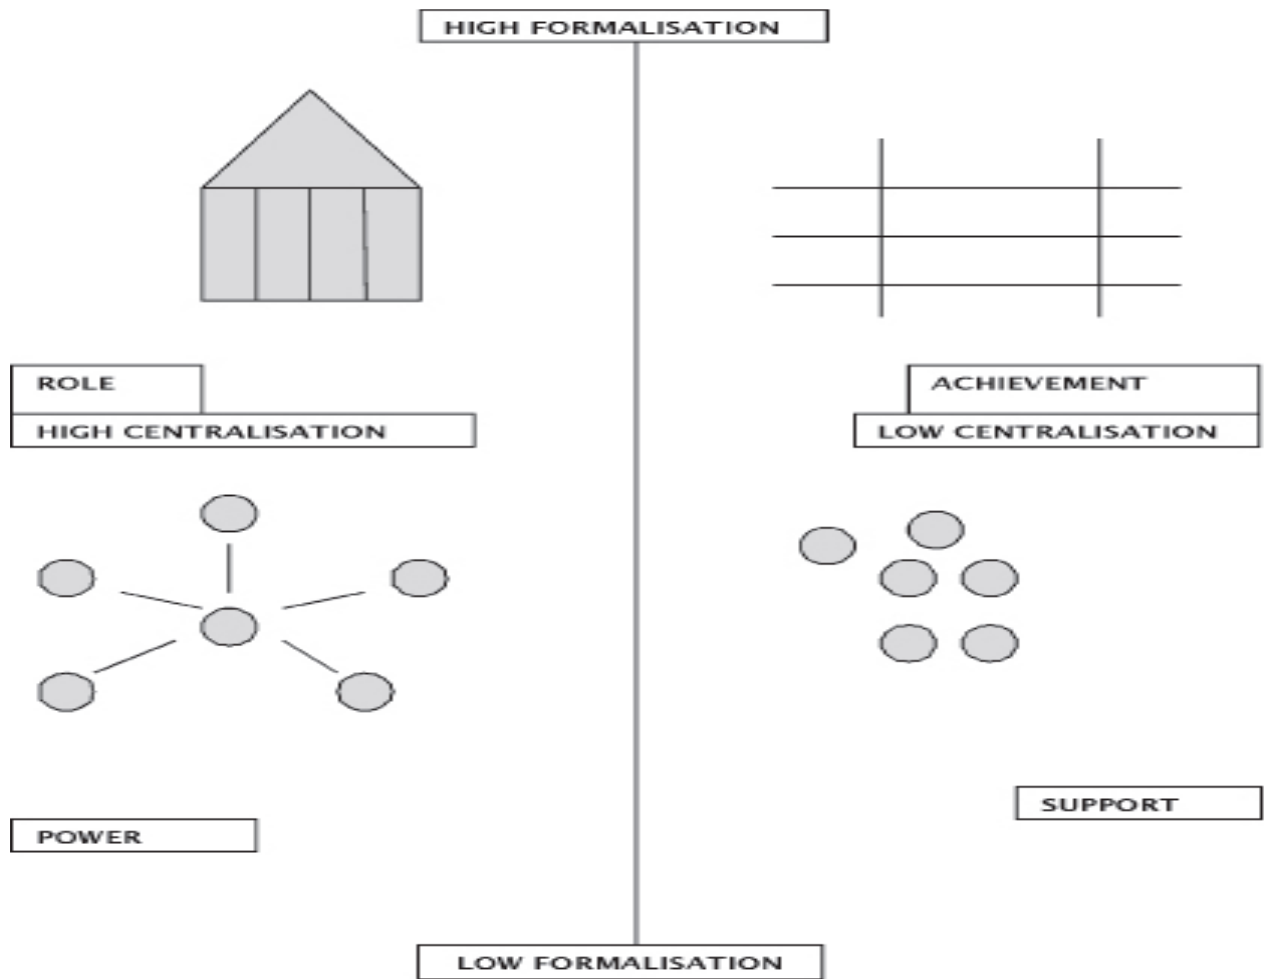 HIGH FORMALISATION
ROLE
ACHIEVEMENT
HIGH CENTRALISATION
LOW CENTRALISATION
SUPPORT
POWER
LOW FORMALISATION